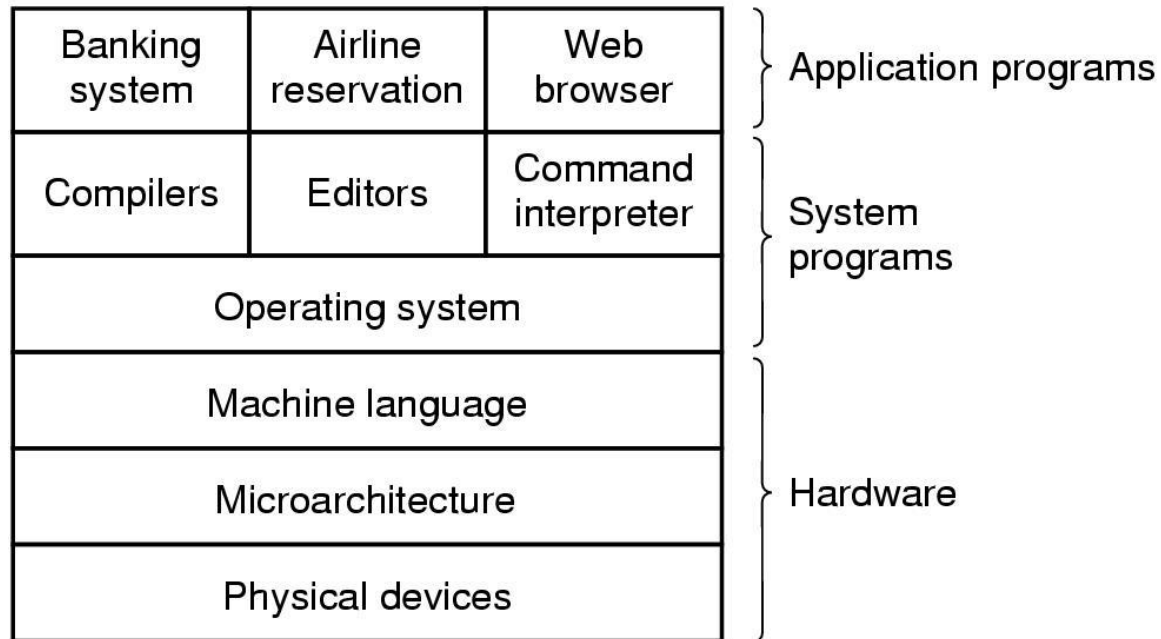 Banking
system
Airline
reservation
Web
browser
Application programs
Compilers
Editors
Command
interpreter
System
programs
Operating system
Machine language
Microarchitecture
Hardware
Physical devices